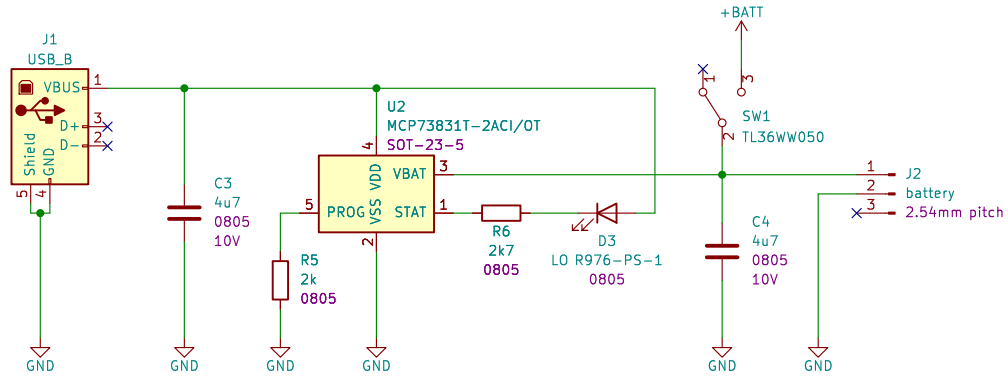 +BATT
J1
USB_B
1
VBUS
3
D+
2
D-
Shield
GND
5
4
GND
C3
4u7
0805
10V
GND
U2
MCP73831T-2ACI/OT
SOT-23-5
4
VDD
VBAT
3
5
PROG
VSS
STAT
1
2
GND
R5
2k
0805
GND
R6
2k7
0805
D3
LO R976-PS-1
0805
1
3
SW1
TL36WW050
2
C4
4u7
0805
10V
GND
1
J2
2
battery
3
2.54mm pitch
GND